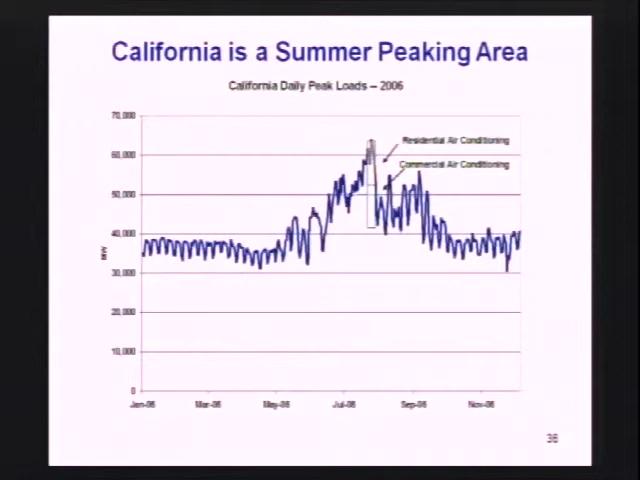 California is a Summer Peaking Area
California Daily Peak Loads – 2006
70,000
Residential Air Conditioning
60,000
Commercial Air Conditioning
50,000
40,000
MW
30,000
20,000
10,000
0
Jan-06
Mar-06
May-06
Jul-06
Sep-06
Nov-06
36